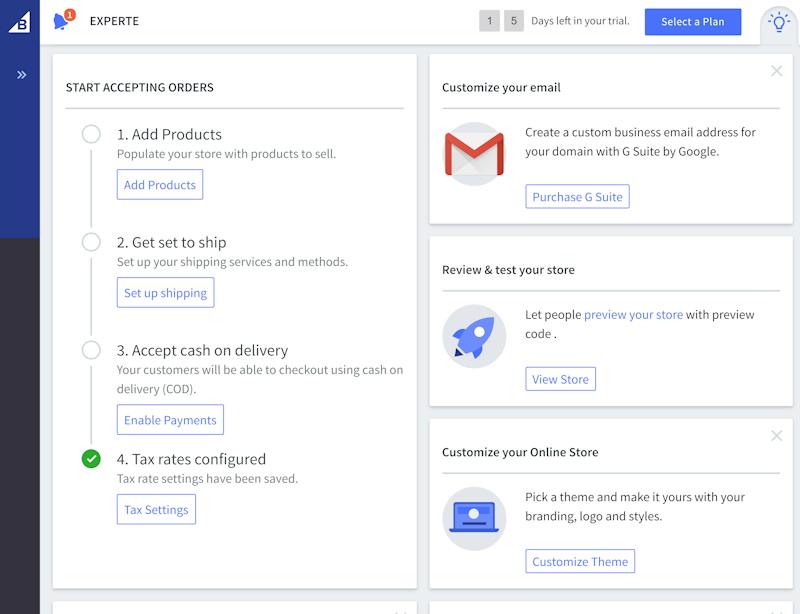 B
1
EXPERTE
1 5 Days left in your trial.
Select a Plan
START ACCEPTING ORDERS
1. Add Products
Populate your store with products to sell.
Add Products
2. Get set to ship
Set up your shipping services and methods.
Set up shipping
3. Accept cash on delivery
Your customers will be able to checkout using cash on
delivery (COD).
Enable Payments
4. Tax rates configured
Tax rate settings have been saved.
Tax Settings
Customize your email
Create a custom business email address for
your domain with G Suite by Google.
Purchase G Suite
Review & test your store
Let people preview your store with preview
code .
View Store
Customize your Online Store
Pick a theme and make it yours with your
branding, logo and styles.
Customize Theme